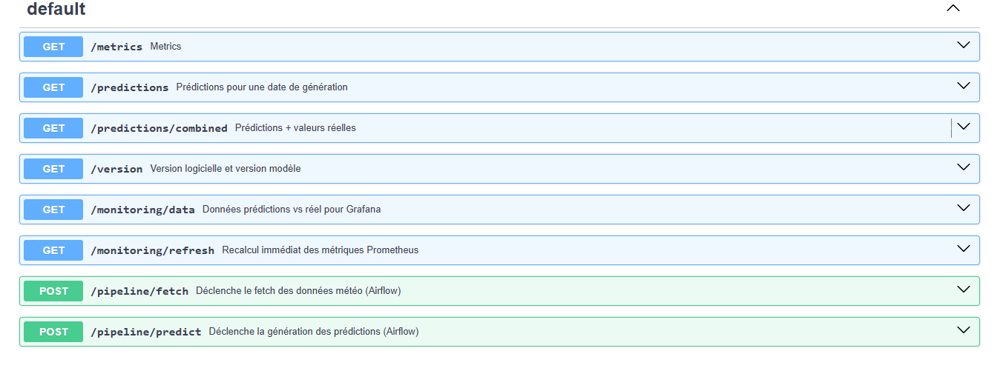 default
GET /metrics Metrics
GET /predictions Prédictions pour une date de génération
GET /predictions/combined Prédictions + valeurs réelles
GET /version Version logicielle et version modèle
GET /monitoring/data Données prédictions vs réel pour Grafana
GET /monitoring/refresh Recalcul immédiat des métriques Prometheus
POST /pipeline/fetch Déclenche le fetch des données météo (Airflow)
POST /pipeline/predict Déclenche la génération des prédictions (Airflow)